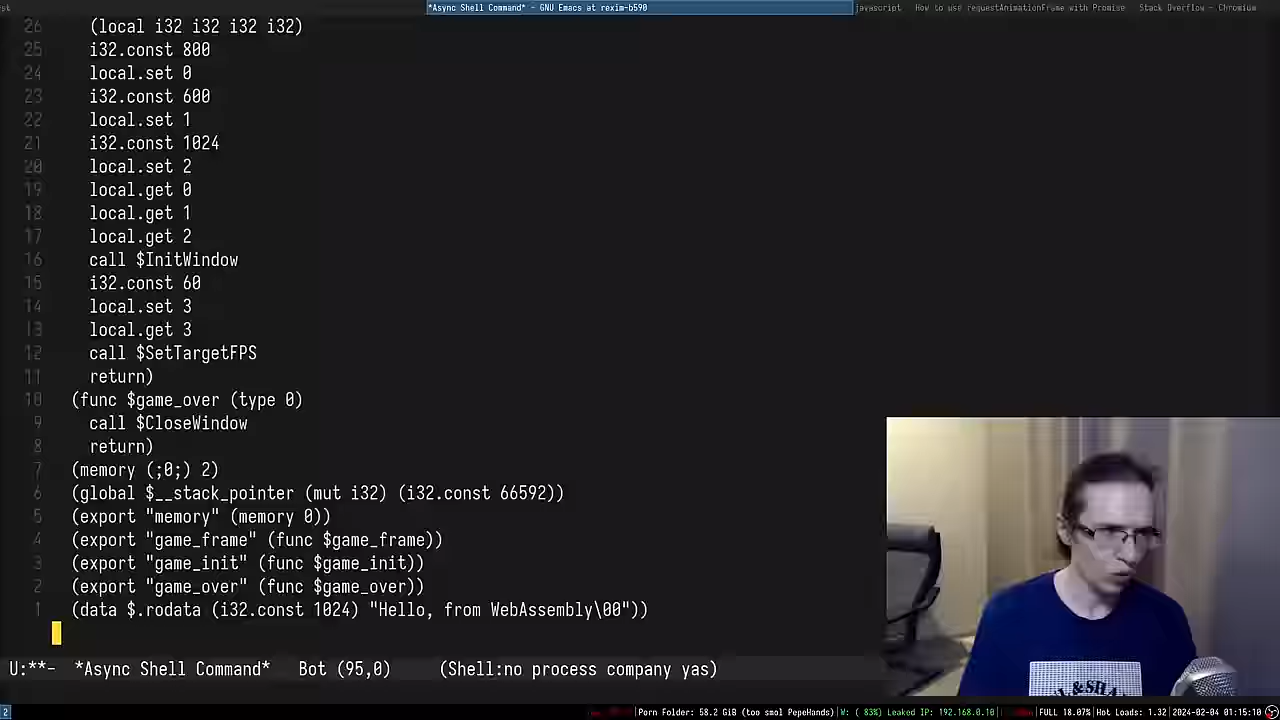 st
*Async Shell Command* - GNU Emacs at rexim-b590
javascript   How to use requestAnimationFrame with Promise   Stack Overflow - Chromium
26 (local i32 i32 i32 i32)
25 i32.const 800
24 local.set 0
23 i32.const 600
22 local.set 1
21 i32.const 1024
20 local.set 2
19 local.get 0
18 local.get 1
17 local.get 2
16 call $InitWindow
15 i32.const 60
14 local.set 3
13 local.get 3
12 call $SetTargetFPS
11 return)
10 (func $game_over (type 0)
9 call $CloseWindow
8 return)
7 (memory (;0;) 2)
6 (global $__stack_pointer (mut i32) (i32.const 66592))
5 (export "memory" (memory 0))
4 (export "game_frame" (func $game_frame))
3 (export "game_init" (func $game_init))
2 (export "game_over" (func $game_over))
1 (data $.rodata (i32.const 1024) "Hello, from WebAssembly\00"))
U:**-  *Async Shell Command*   Bot (95,0)     (Shell:no process company yas)
2
|Porn Folder: 58.2 GiB (too smol PepeHands)|W: ( 83%) Leaked IP: 192.168.0.10| |FULL 18.07%|Hot Loads: 1.32|2024-02-04 01:15:10